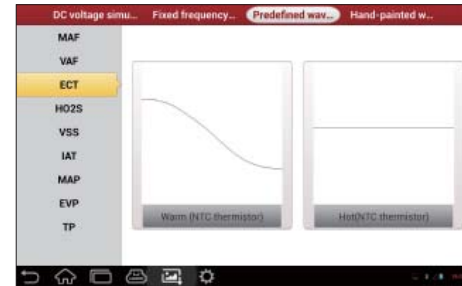 DC voltage simu... Fixed frequency... Predefined wav... Hand-painted w...
MAF
VAF
ECT
HO2S
VSS
IAT
MAP
EVP
TP
Warm (NTC thermistor) Hot(NTC thermistor)